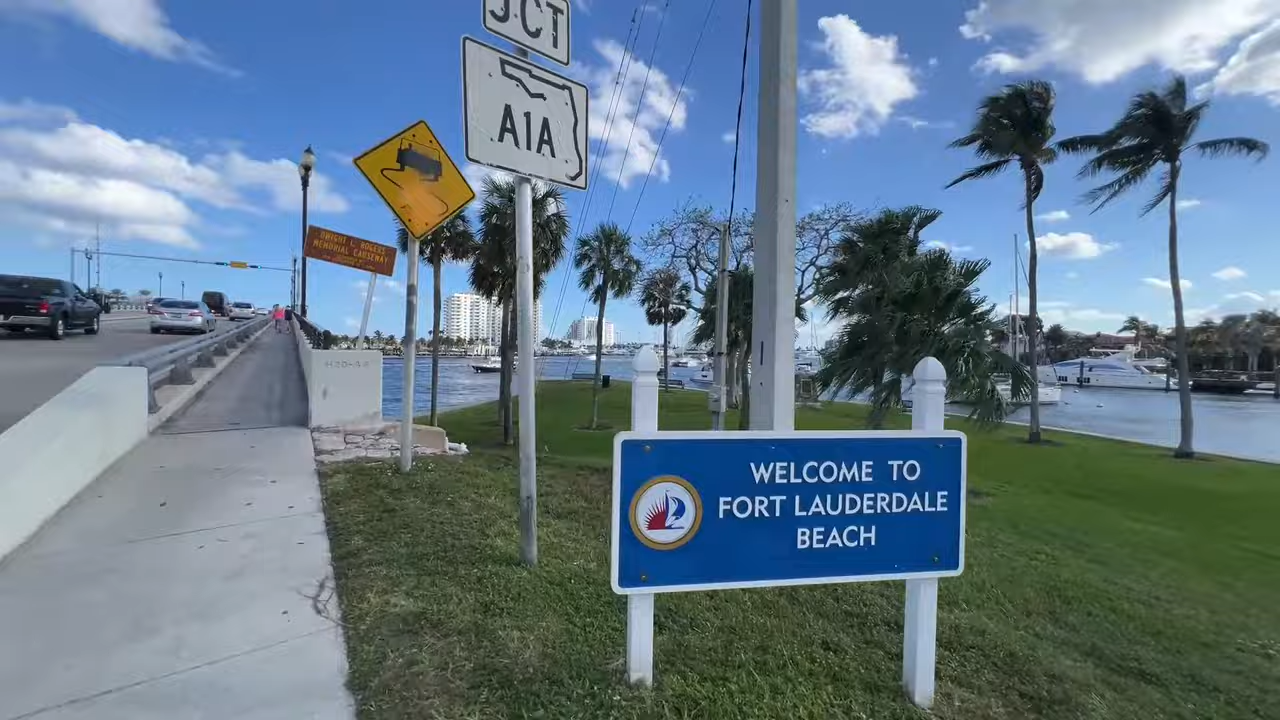 JCT
A1A
DWIGHT L. ROGERS
MEMORIAL CAUSEWAY
WELCOME TO
FORT LAUDERDALE
BEACH